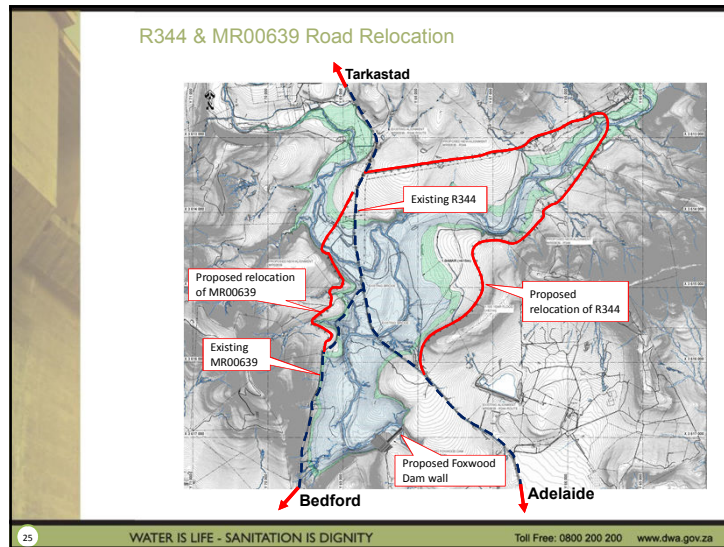 R344 & MR00639 Road Relocation
Tarkastad
Existing R344
Proposed relocation
of MR00639
Proposed
relocation of R344
Existing
MR00639
Proposed Foxwood
Dam wall
Bedford
Adelaide
25
WATER IS LIFE - SANITATION IS DIGNITY
Toll Free: 0800 200 200 www.dwa.gov.za